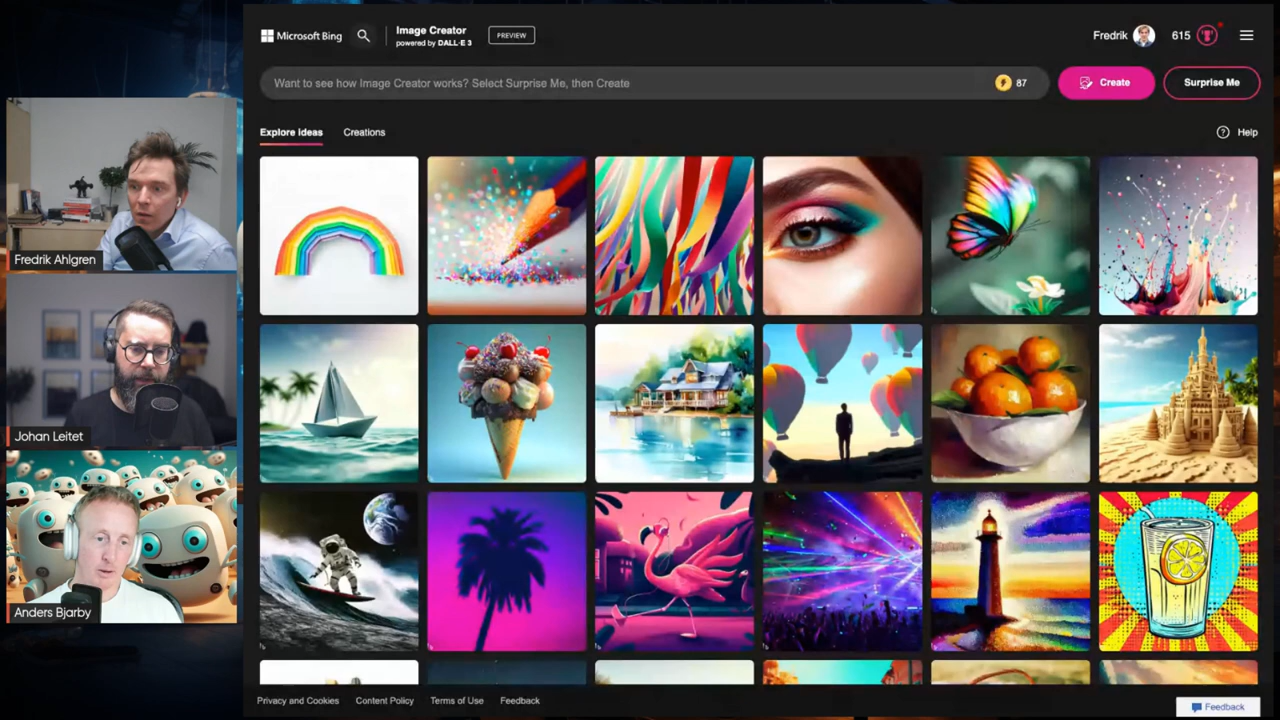 Microsoft Bing
Image Creator
powered by DALL·E 3
PREVIEW
Fredrik
615
Want to see how Image Creator works? Select Surprise Me, then Create
87
Create
Surprise Me
Explore Ideas
Creations
Help
Fredrik Ahlgren
Johan Leitet
Anders Bjarby
Privacy and Cookies
Content Policy
Terms of Use
Feedback
Feedback